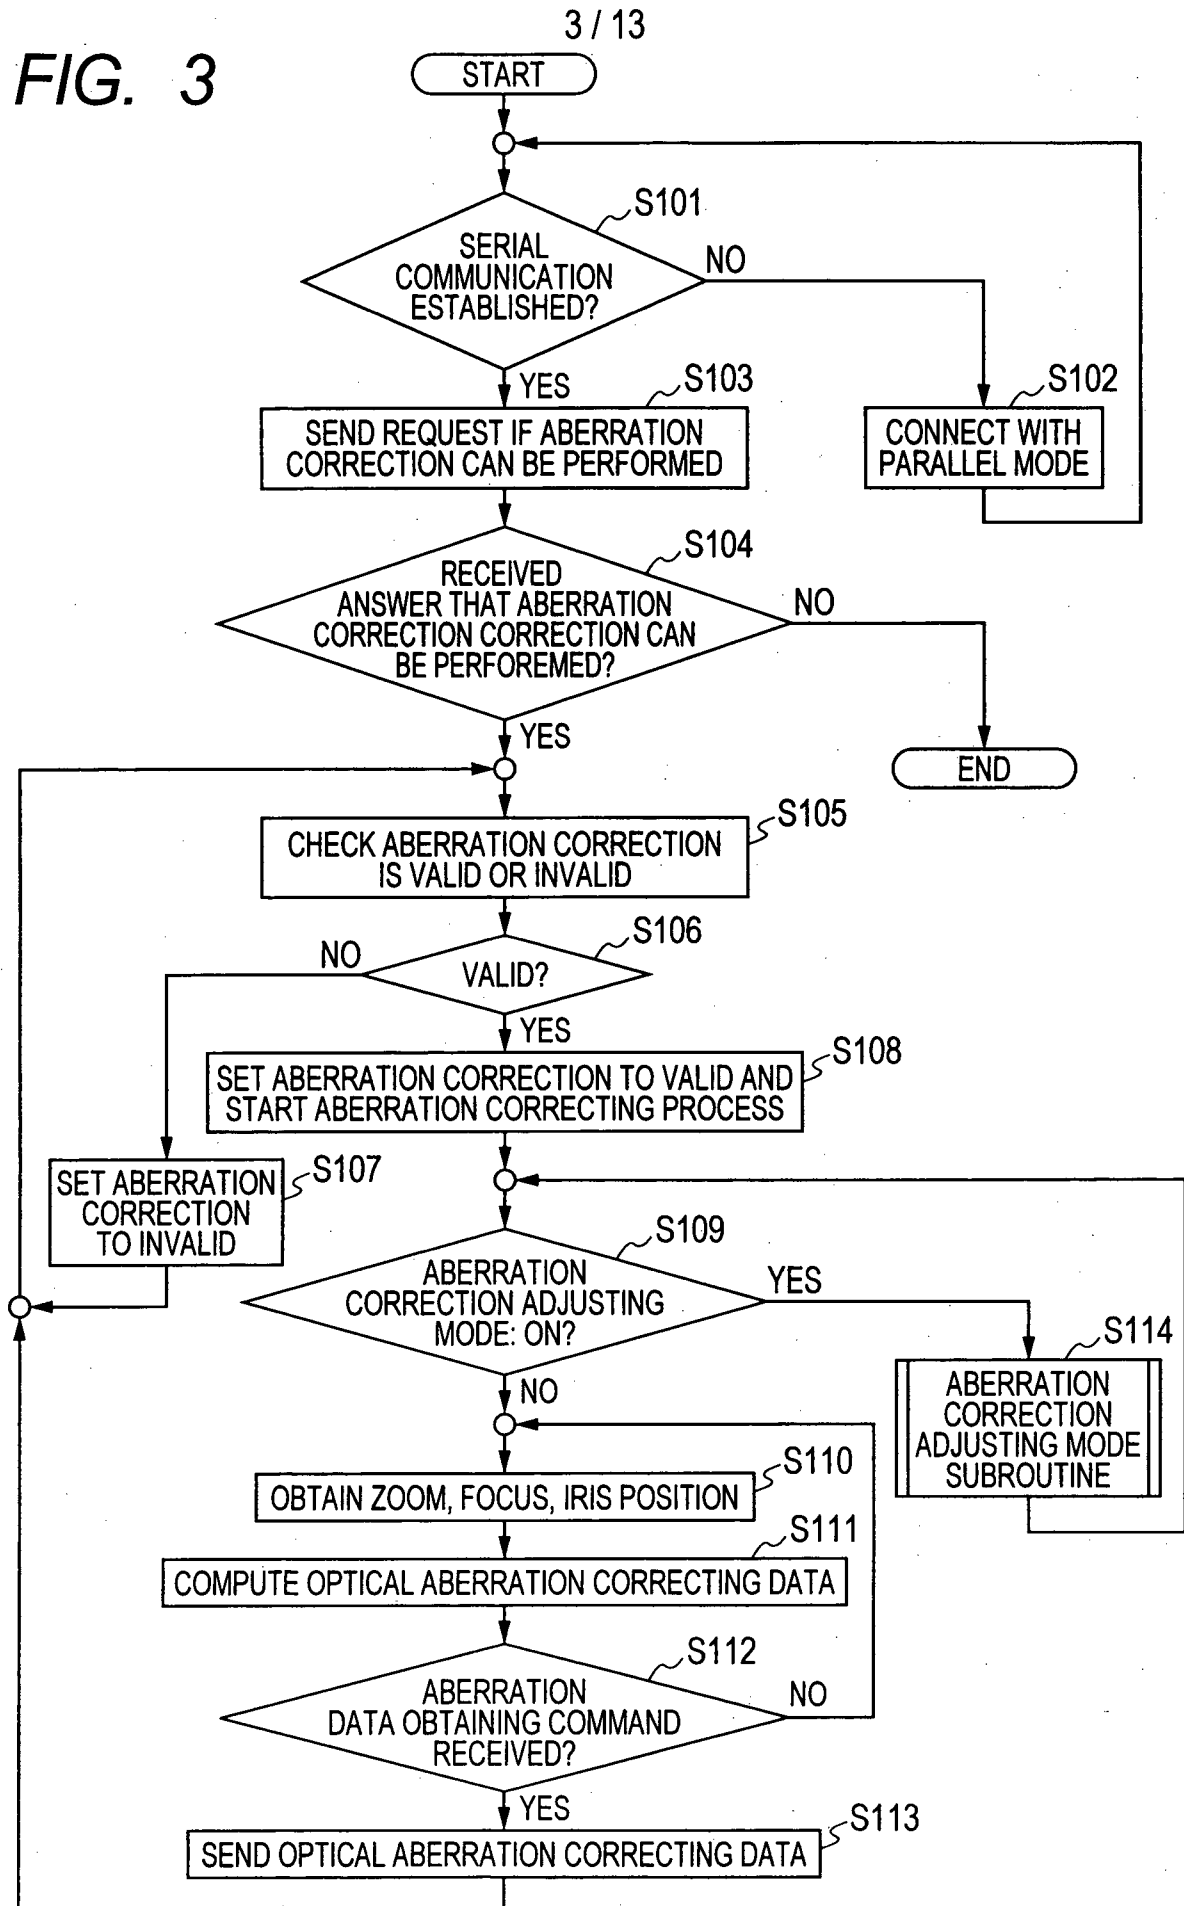 3 / 13
FIG. 3
START
S101
SERIAL
COMMUNICATION
ESTABLISHED?
NO
YES
S103
SEND REQUEST IF ABERRATION
CORRECTION CAN BE PERFORMED
S102
CONNECT WITH
PARALLEL MODE
S104
RECEIVED
ANSWER THAT ABERRATION
CORRECTION CORRECTION CAN
BE PERFOREMED?
NO
YES
END
S105
CHECK ABERRATION CORRECTION
IS VALID OR INVALID
S106
VALID?
NO
YES
S108
SET ABERRATION CORRECTION TO VALID AND
START ABERRATION CORRECTING PROCESS
S107
SET ABERRATION
CORRECTION
TO INVALID
S109
ABERRATION
CORRECTION ADJUSTING
MODE: ON?
YES
NO
S114
ABERRATION
CORRECTION
ADJUSTING MODE
SUBROUTINE
S110
OBTAIN ZOOM, FOCUS, IRIS POSITION
S111
COMPUTE OPTICAL ABERRATION CORRECTING DATA
S112
ABERRATION
DATA OBTAINING COMMAND
RECEIVED?
NO
YES
S113
SEND OPTICAL ABERRATION CORRECTING DATA